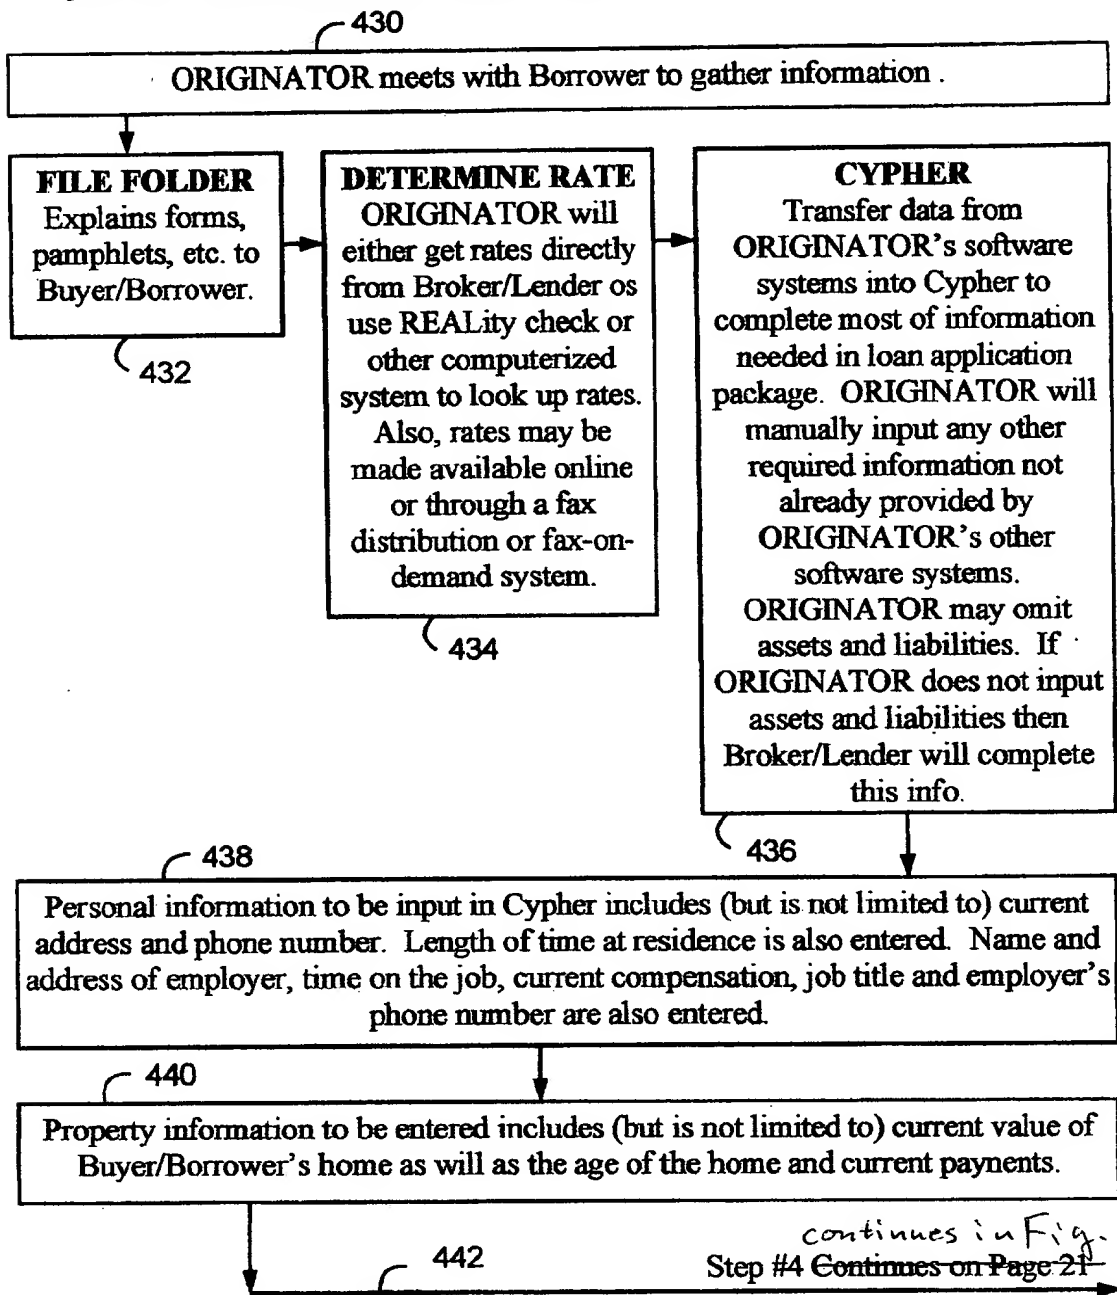 430
ORIGINATOR meets with Borrower to gather information .
FILE FOLDER
Explains forms,
pamphlets, etc. to
Buyer/Borrower.
432
DETERMINE RATE
ORIGINATOR will
either get rates directly
from Broker/Lender os
use REALity check or
other computerized
system to look up rates.
Also, rates may be
made available online
or through a fax
distribution or fax-on-
demand system.
434
CYPHER
Transfer data from
ORIGINATOR's software
systems into Cypher to
complete most of information
needed in loan application
package. ORIGINATOR will
manually input any other
required information not
already provided by
ORIGINATOR's other
software systems.
ORIGINATOR may omit
assets and liabilities. If
ORIGINATOR does not input
assets and liabilities then
Broker/Lender will complete
this info.
436
438
Personal information to be input in Cypher includes (but is not limited to) current
address and phone number. Length of time at residence is also entered. Name and
address of employer, time on the job, current compensation, job title and employer's
phone number are also entered.
440
Property information to be entered includes (but is not limited to) current value of
Buyer/Borrower's home as will as the age of the home and current paynents.
442
continues in Fig.
Step #4 Continues on Page 21